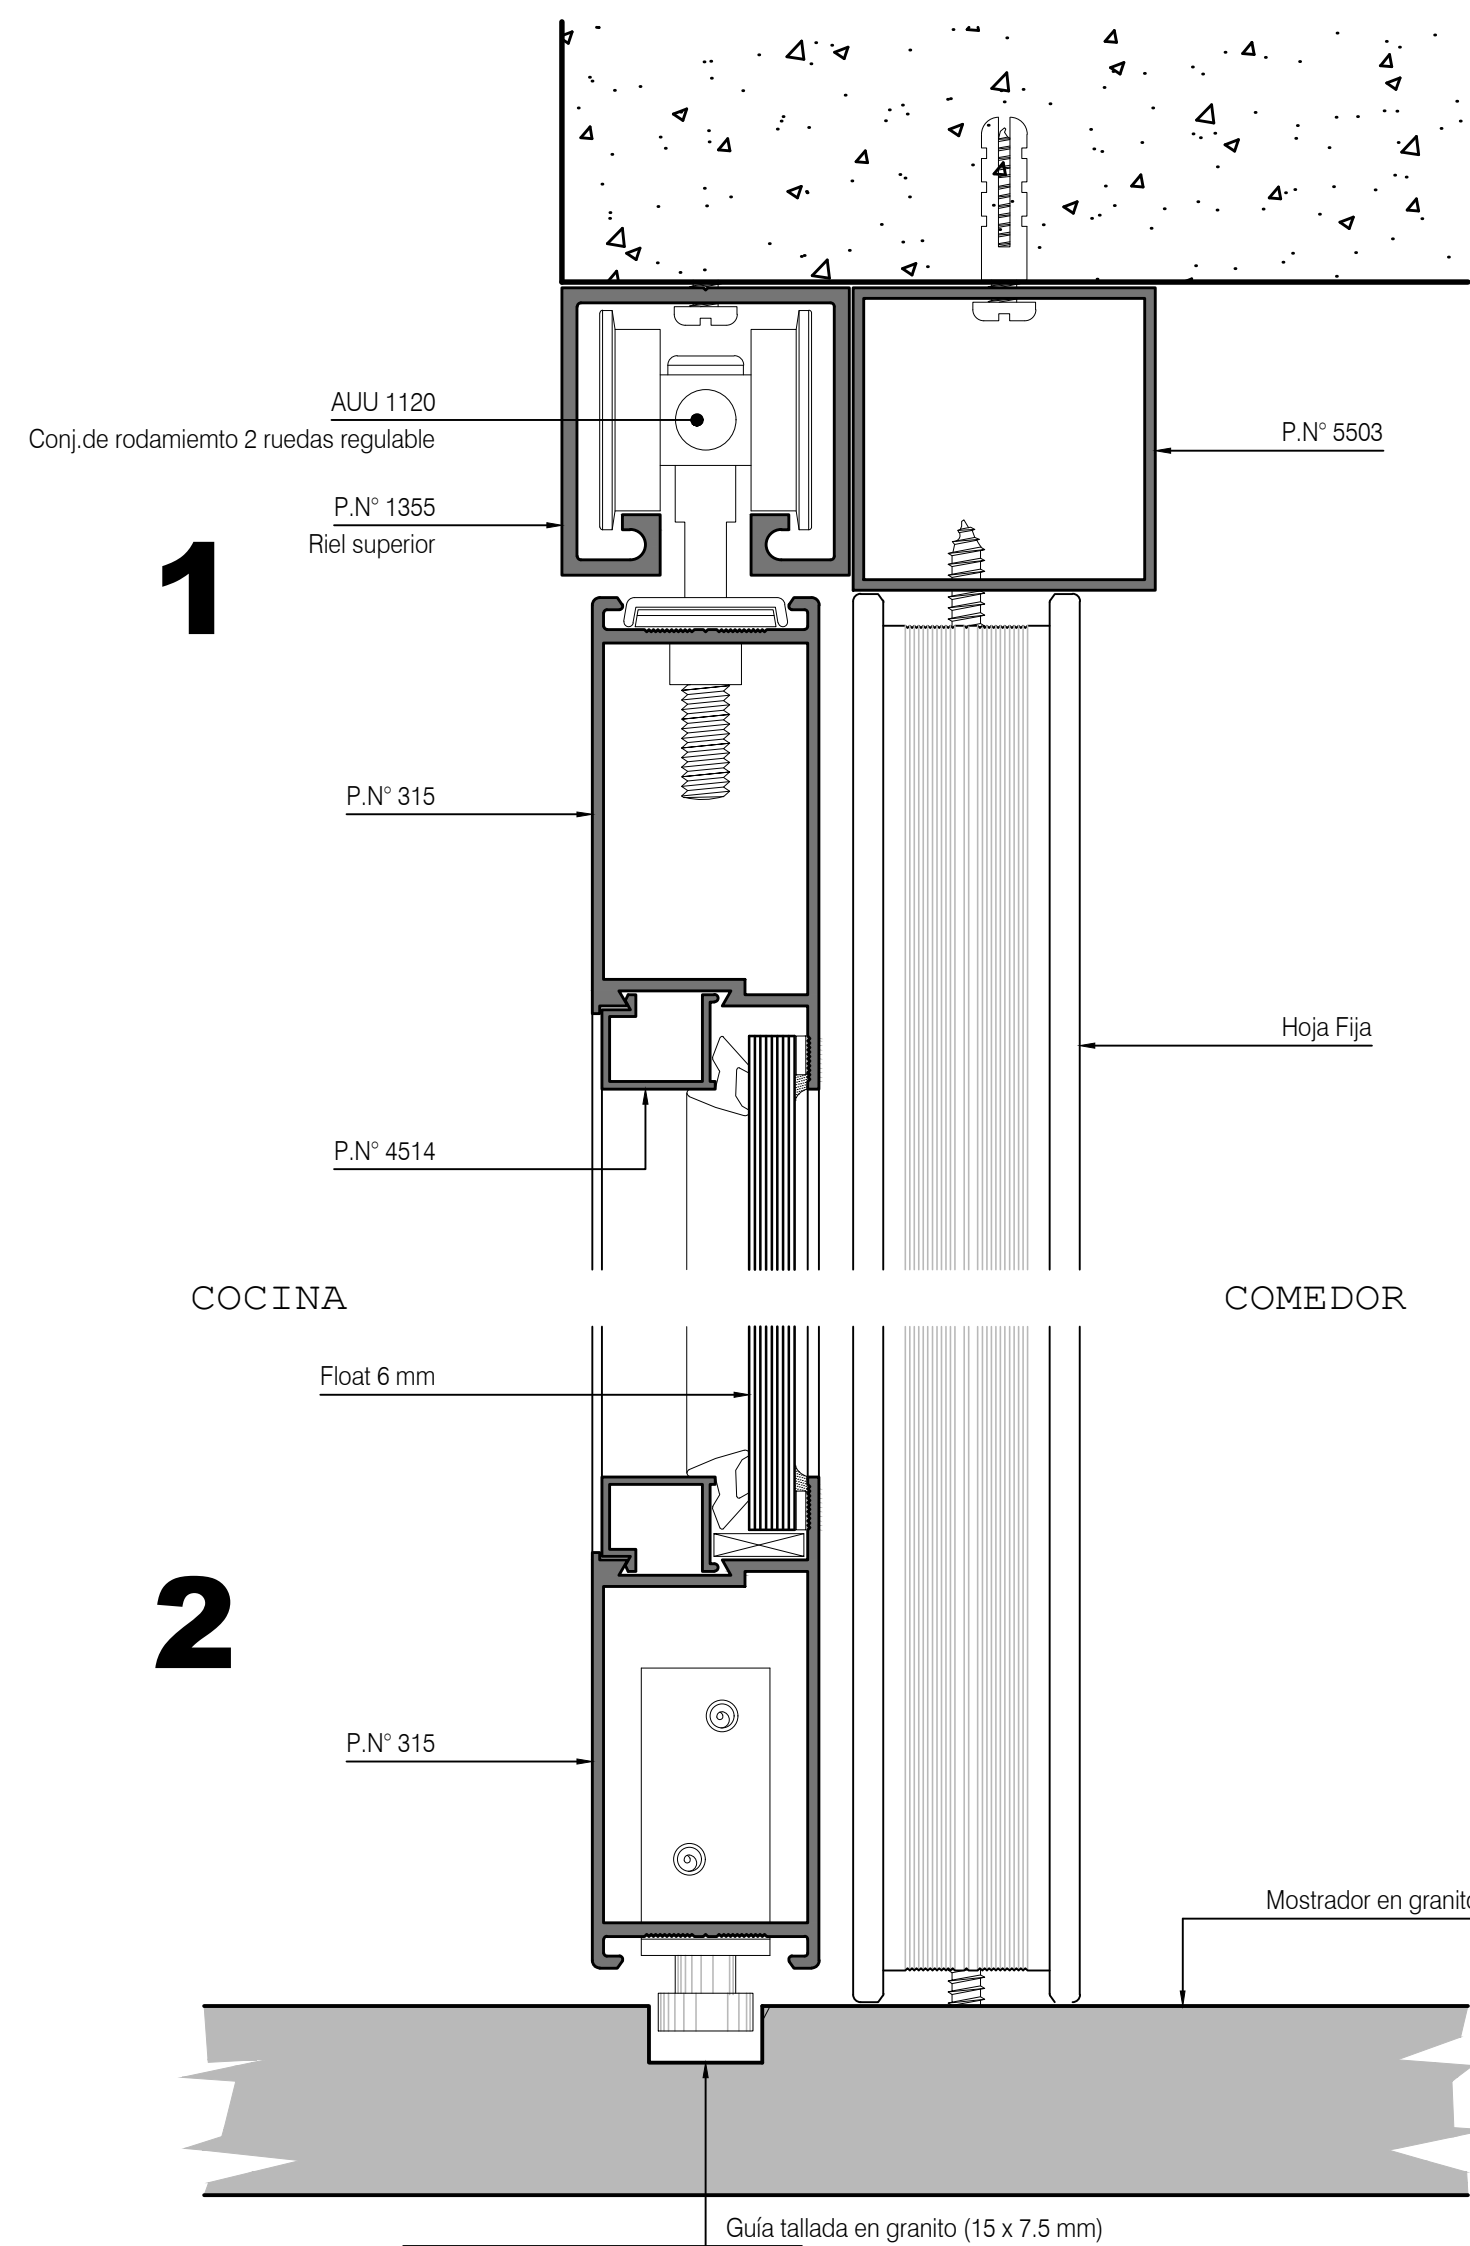 AUU 1120
Conj.de rodamiemto 2 ruedas regulable
P.N° 5503
P.N° 1355
Riel superior
1
P.N° 315
Hoja Fija
P.N° 4514
COCINA
COMEDOR
Float 6 mm
2
P.N° 315
Mostrador en granito
Guía tallada en granito (15 x 7.5 mm)